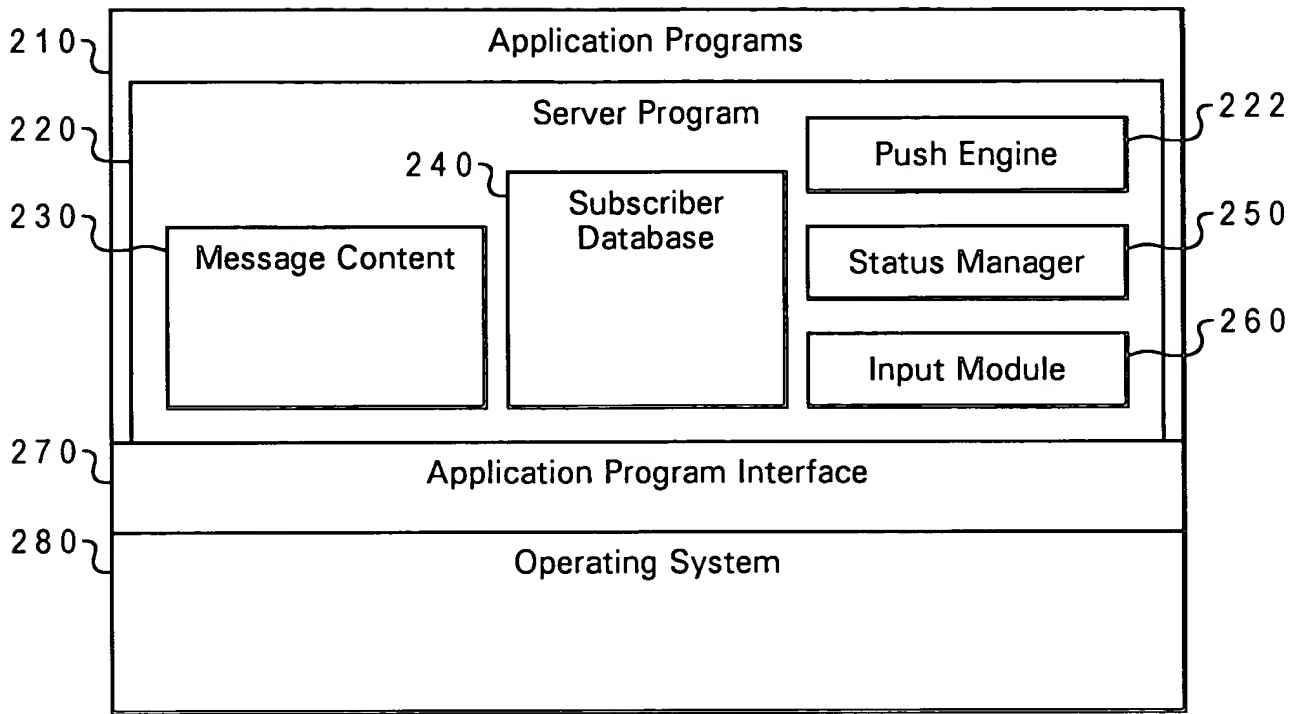 210
Application Programs
220
Server Program
222
Push Engine
240
Subscriber
Database
230
Message Content
250
Status Manager
260
Input Module
270
Application Program Interface
280
Operating System